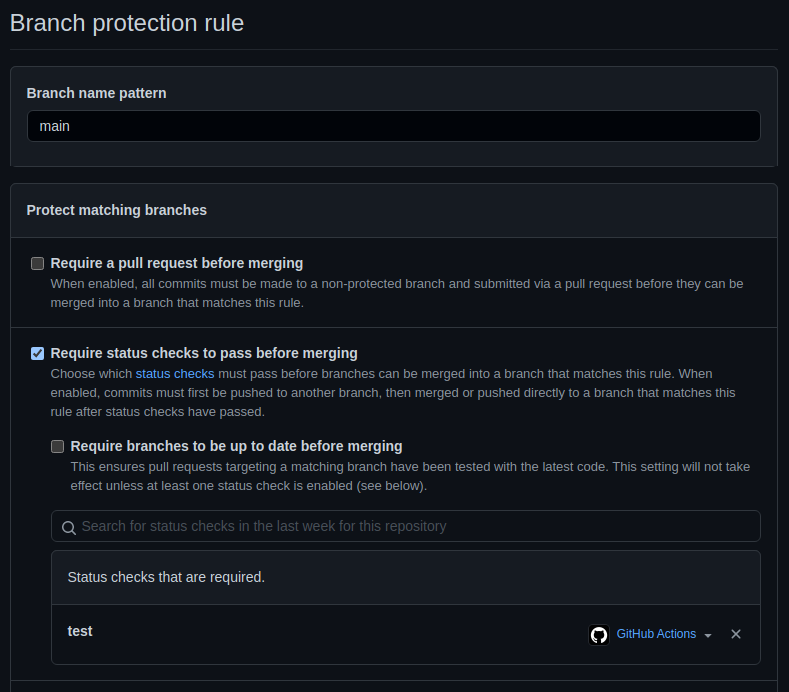 Branch protection rule
Branch name pattern
main
Protect matching branches
Require a pull request before merging
When enabled, all commits must be made to a non-protected branch and submitted via a pull request before they can be
merged into a branch that matches this rule.
Require status checks to pass before merging
Choose which status checks must pass before branches can be merged into a branch that matches this rule. When
enabled, commits must first be pushed to another branch, then merged or pushed directly to a branch that matches this
rule after status checks have passed.
Require branches to be up to date before merging
This ensures pull requests targeting a matching branch have been tested with the latest code. This setting will not take
effect unless at least one status check is enabled (see below).
Search for status checks in the last week for this repository
Status checks that are required.
test
GitHub Actions